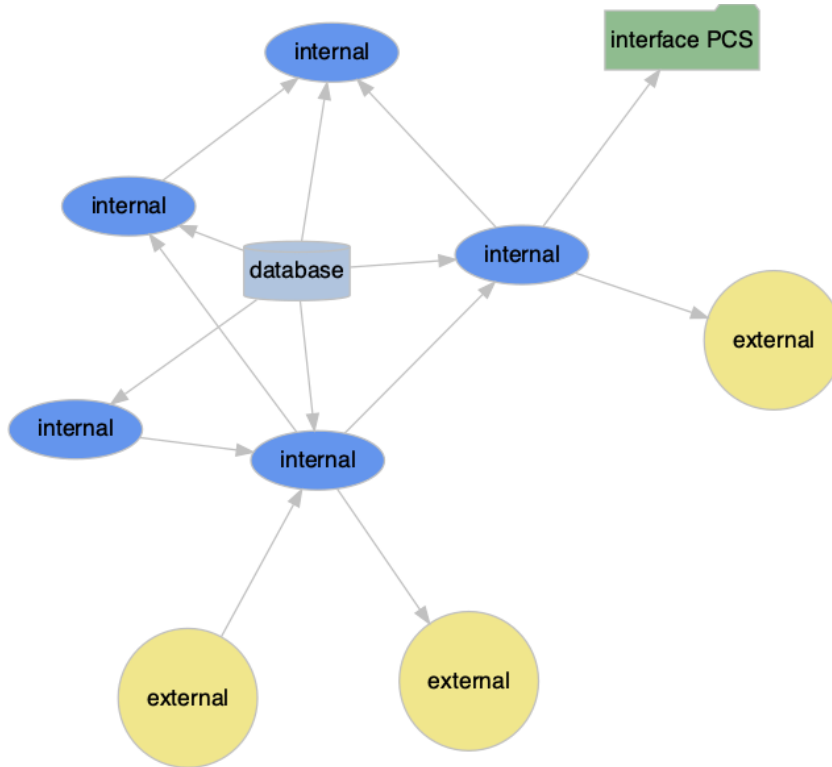 internal
interface PCS
internal
internal
database
external
internal
internal
external
external